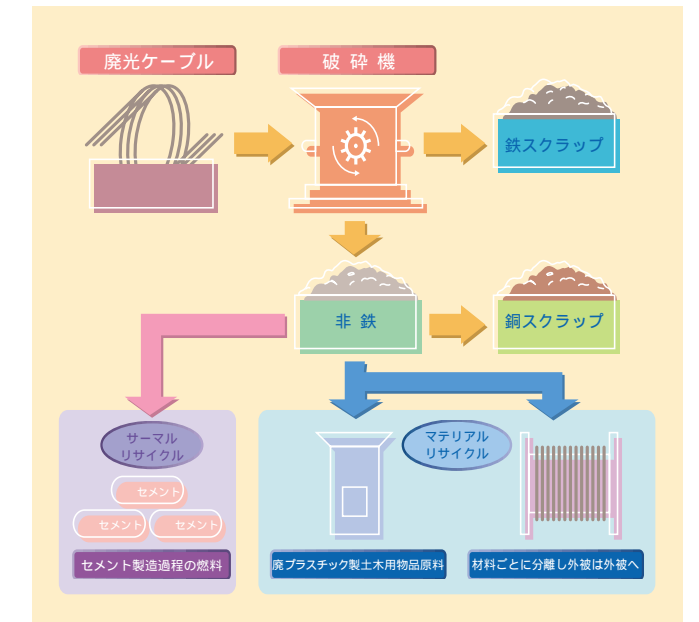 廃光ケーブル
破砕機
鉄スクラップ
非鉄
銅スクラップ
サーマル
リサイクル
セメント
セメント
セメント
セメント製造過程の燃料
マテリアル
リサイクル
廃プラスチック製土木用物品原料
材料ごとに分離し外被は外被へ